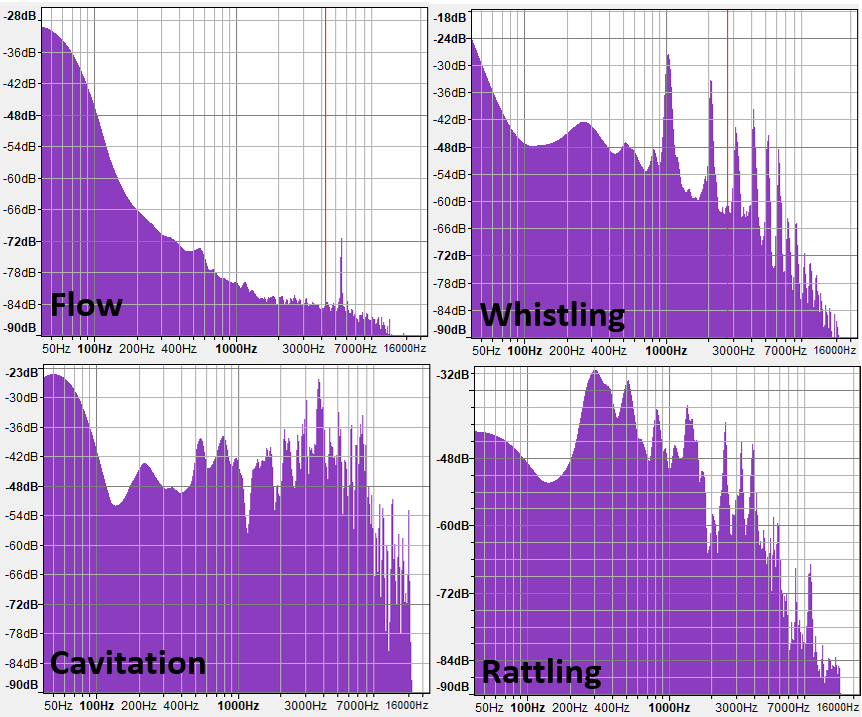 -28dB
-36dB
-42dB
-48dB
-54dB
-60dB
-66dB
-72dB
-78dB
-84dB
-90dB
Flow
50Hz 100Hz 200Hz 400Hz 1000Hz 3000Hz 7000Hz 16000Hz
-18dB
-24dB
-30dB
-36dB
-42dB
-48dB
-54dB
-60dB
-66dB
-72dB
-78dB
-84dB
-90dB
Whistling
50Hz 100Hz 200Hz 400Hz 1000Hz 3000Hz 7000Hz 16000Hz
-23dB
-30dB
-36dB
-42dB
-48dB
-54dB
-60dB
-66dB
-72dB
-78dB
-84dB
-90dB
Cavitation
50Hz 100Hz 200Hz 400Hz 1000Hz 3000Hz 7000Hz 16000Hz
-32dB
-48dB
-60dB
-72dB
-84dB
-90dB
Rattling
50Hz 100Hz 200Hz 400Hz 1000Hz 3000Hz 7000Hz 16000Hz